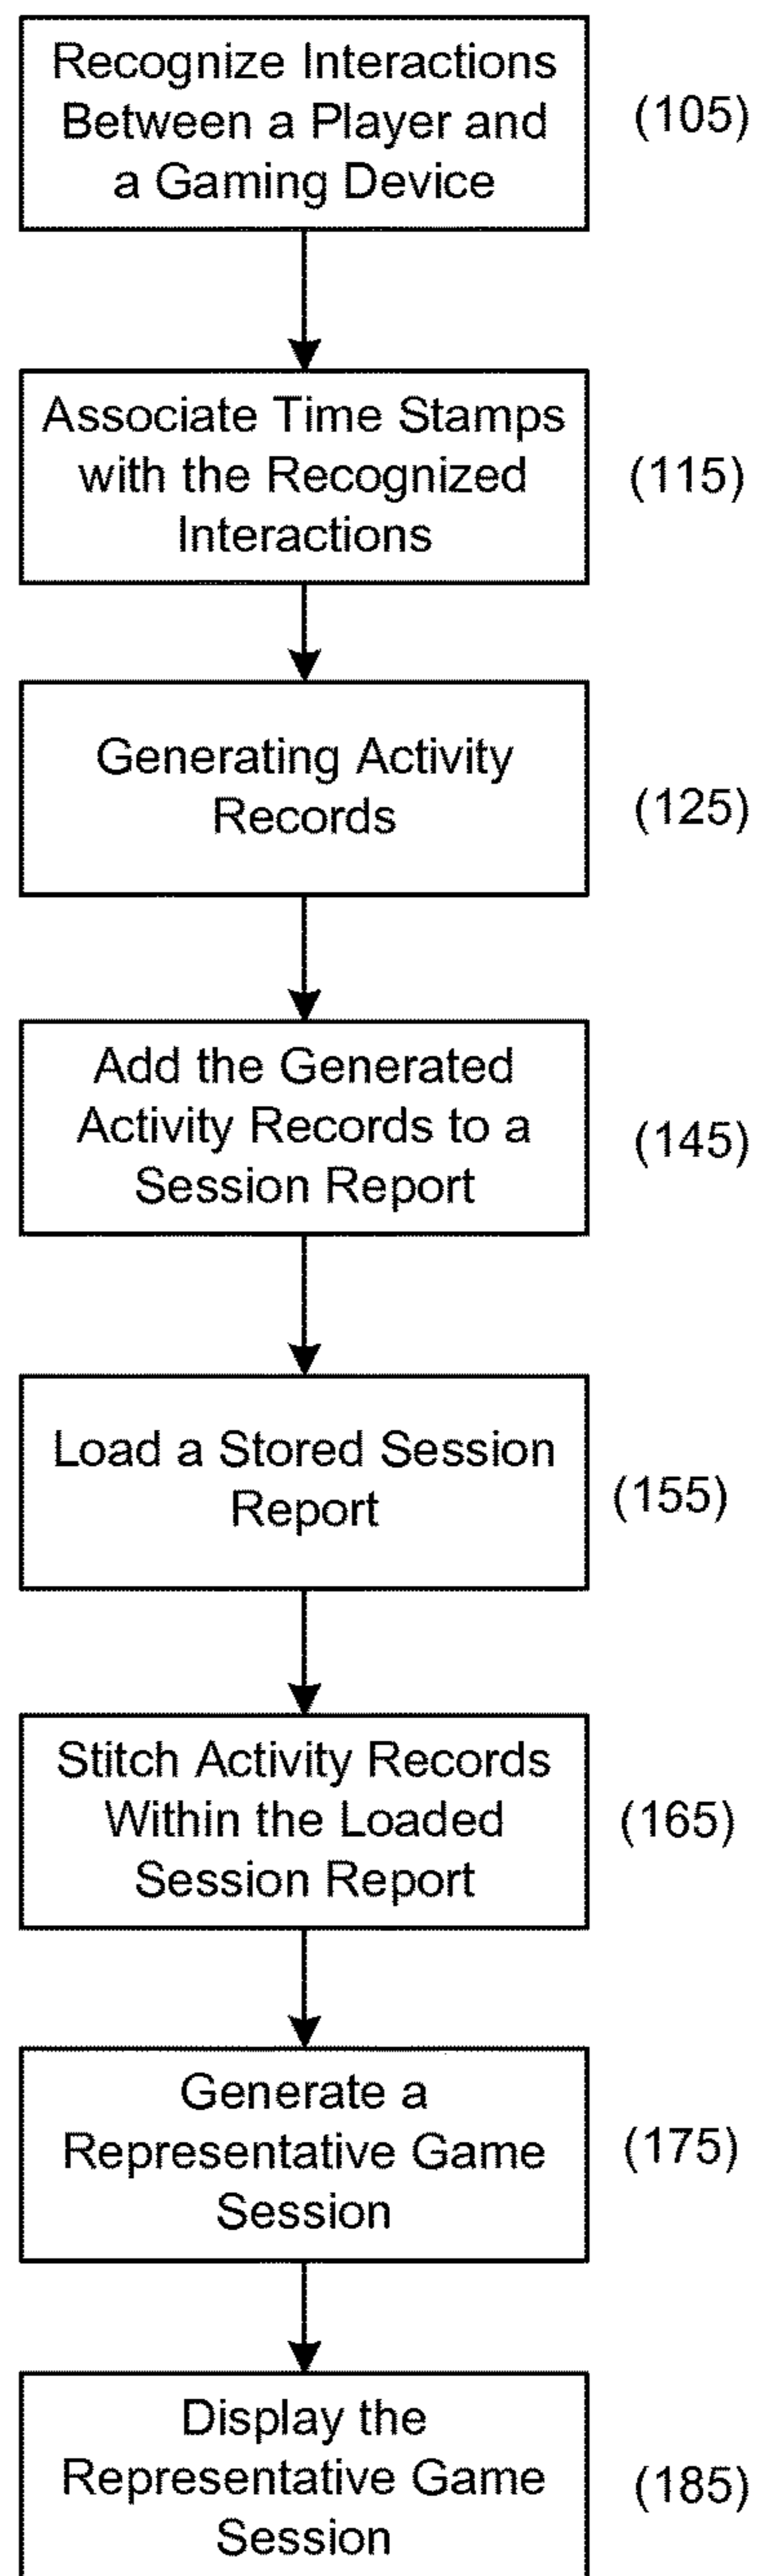 Recognize Interactions
Between a Player and
a Gaming Device
(105)
Associate Time Stamps
with the Recognized
Interactions
(115)
Generating Activity
Records
(125)
Add the Generated
Activity Records to a
Session Report
(145)
Load a Stored Session
Report
(155)
Stitch Activity Records
Within the Loaded
Session Report
(165)
Generate a
Representative Game
Session
(175)
Display the
Representative Game
Session
(185)